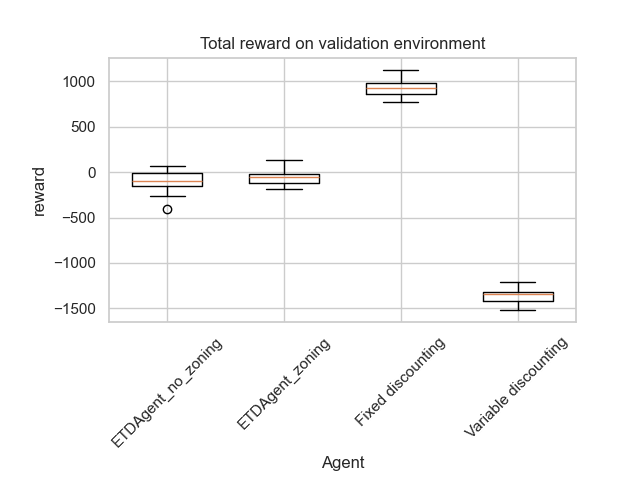 Total reward on validation environment
reward
1000
500
0
−500
−1000
−1500
ETDAgent_no_zoning
ETDAgent_zoning
Fixed discounting
Variable discounting
Agent